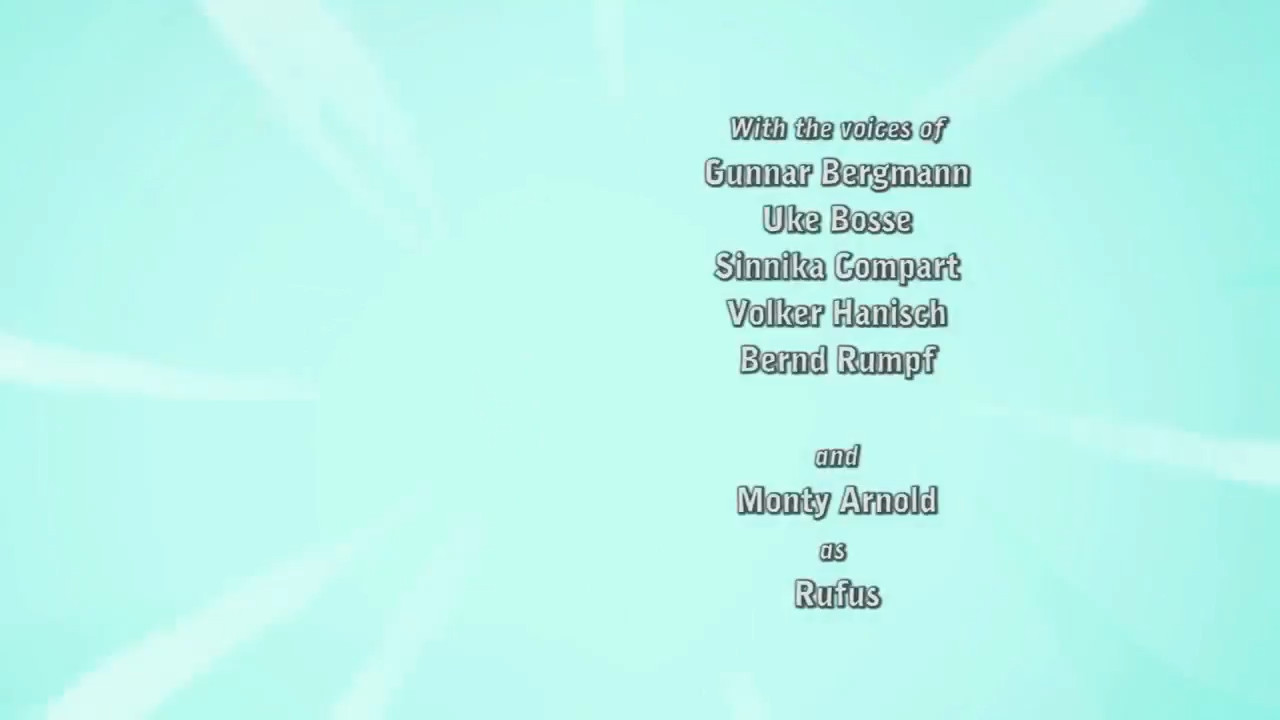 With the voices of
Gunnar Bergmann
Uke Bosse
Sinnika Compart
Volker Hanisch
Bernd Rumpf
and
Monty Arnold
as
Rufus